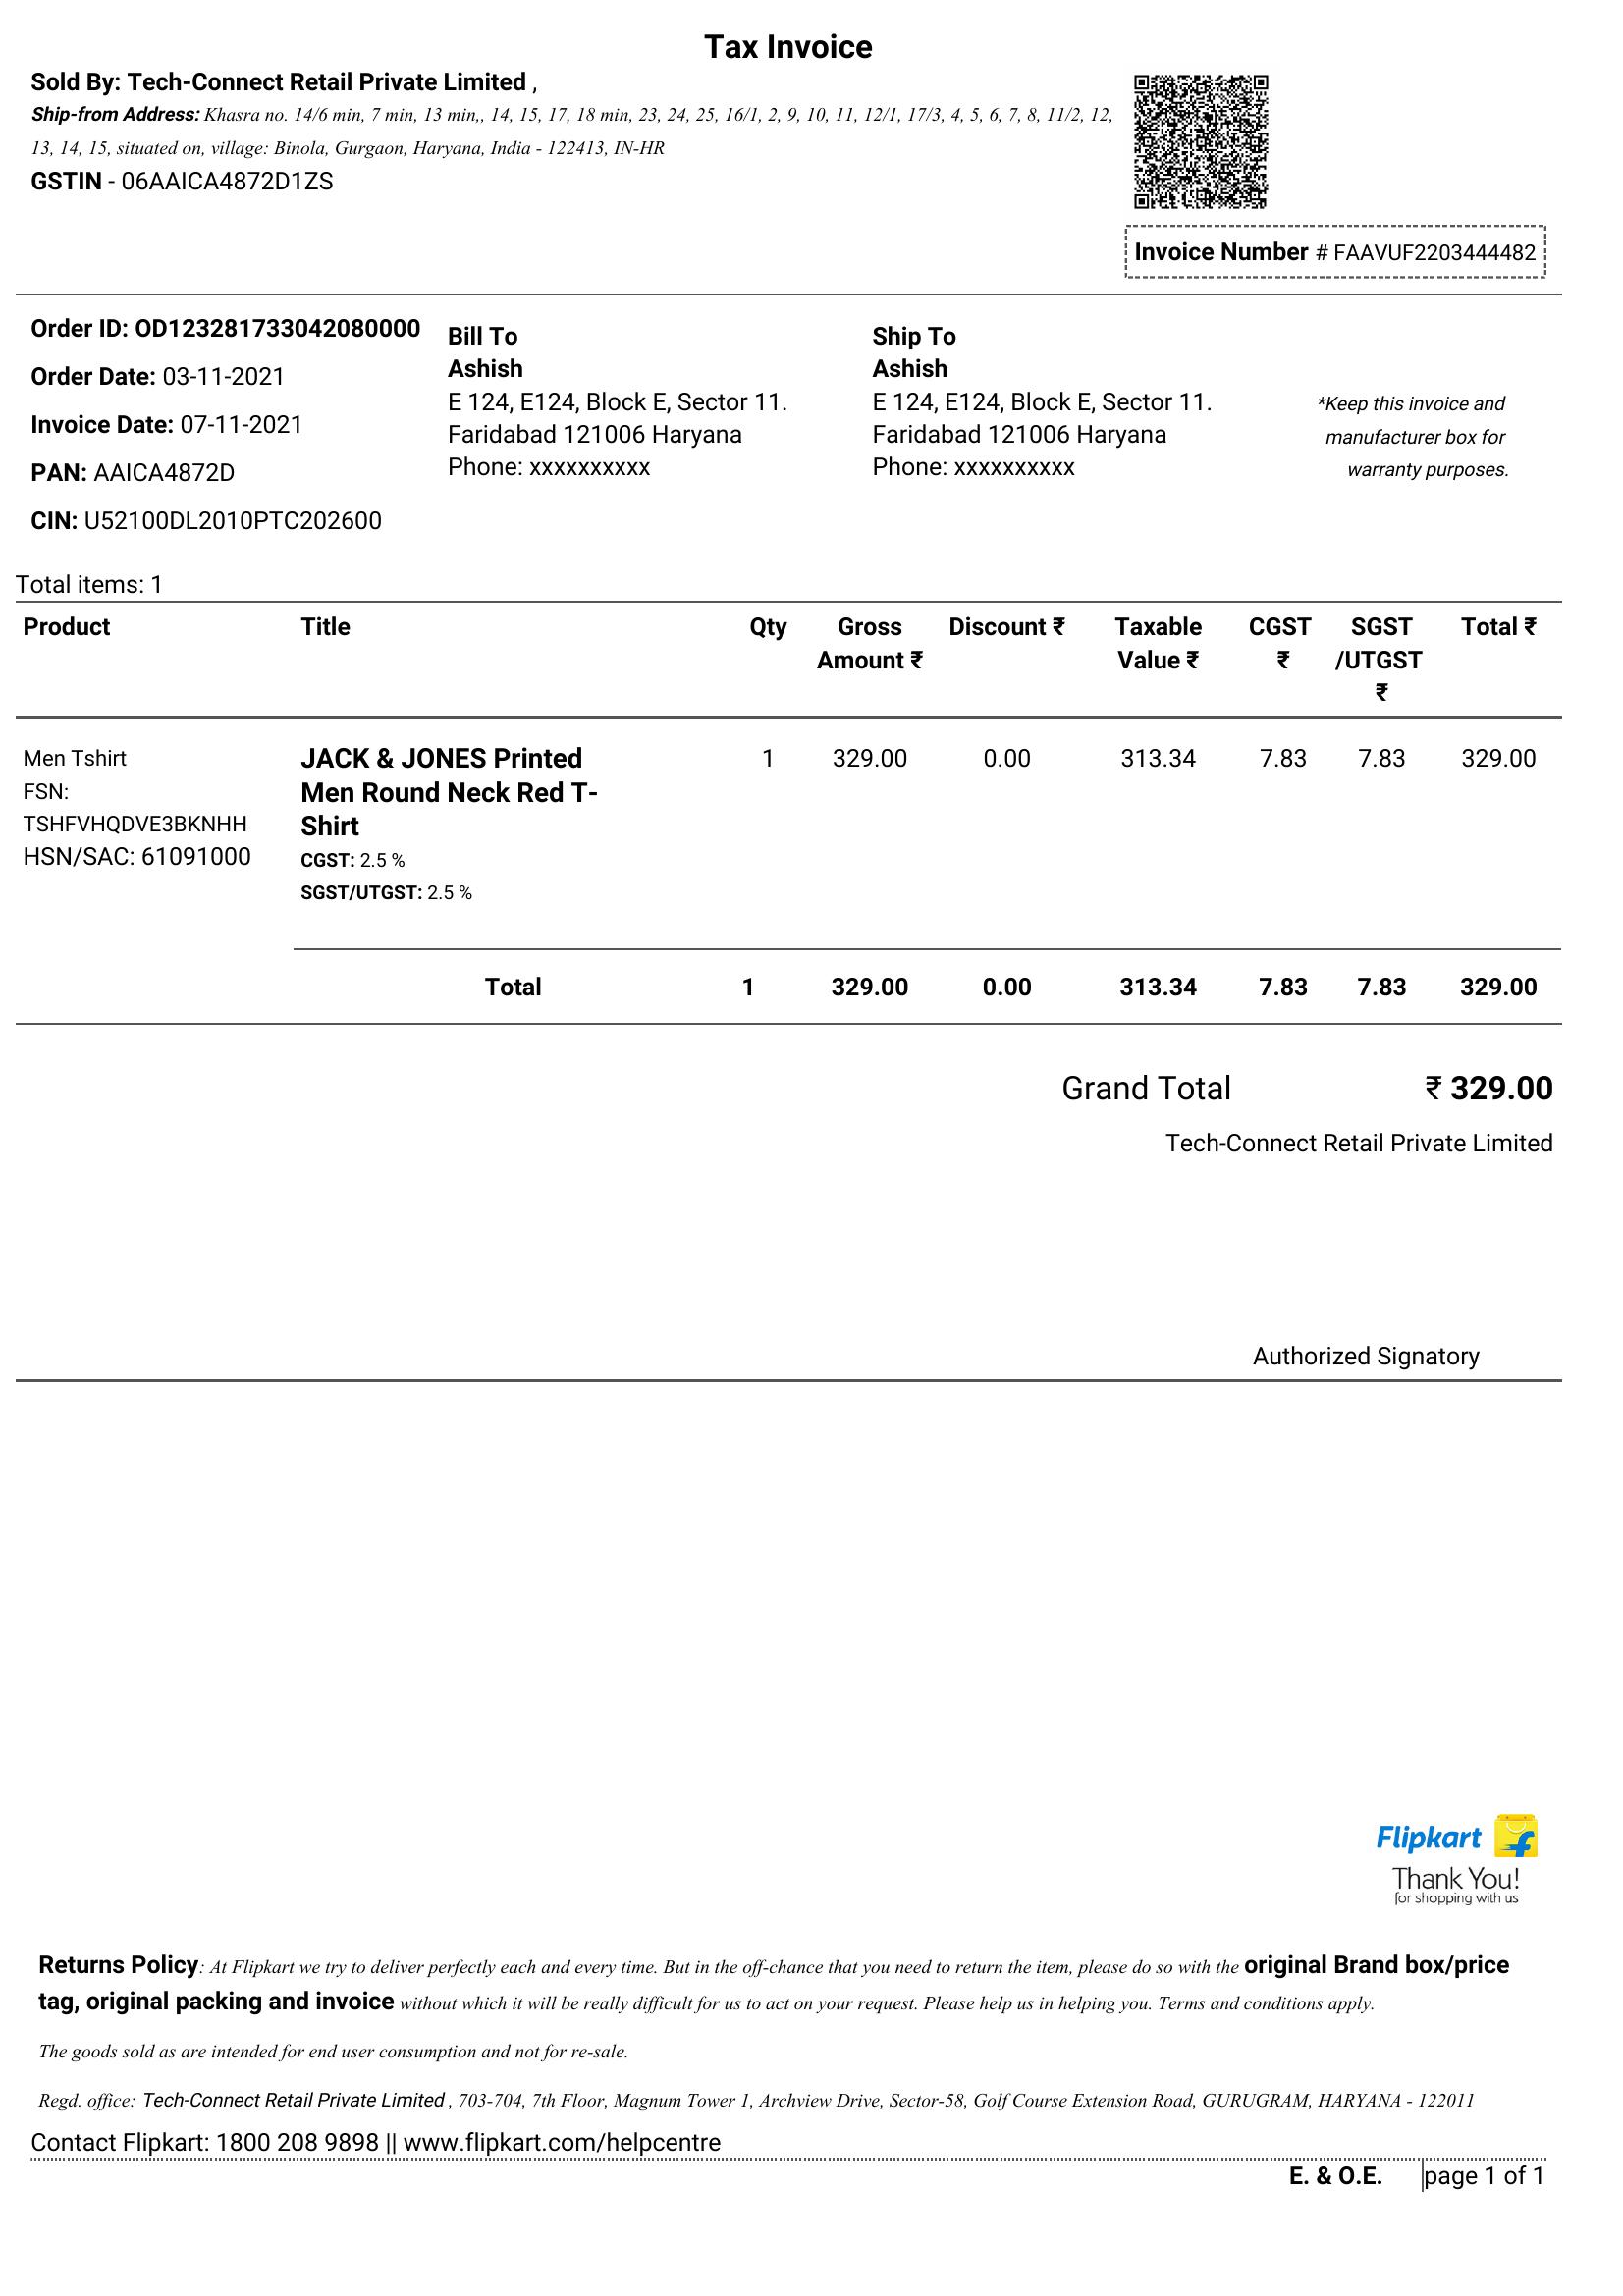 Tax Invoice
Sold By: Tech-Connect Retail Private Limited ,
Ship-from Address: Khasra no. 14/6 min, 7 min, 13 min,, 14, 15, 17, 18 min, 23, 24, 25, 16/1, 2, 9, 10, 11, 12/1, 17/3, 4, 5, 6, 7, 8, 11/2, 12,
13, 14, 15, situated on, village: Binola, Gurgaon, Haryana, India - 122413, IN-HR
GSTIN - 06AAICA4872D1ZS
Invoice Number # FAAVUF2203444482
Order ID: OD123281733042080000
Order Date: 03-11-2021
Invoice Date: 07-11-2021
PAN: AAICA4872D
CIN: U52100DL2010PTC202600
Bill To
Ashish
E 124, E124, Block E, Sector 11.
Faridabad 121006 Haryana
Phone: xxxxxxxxxx
Ship To
Ashish
E 124, E124, Block E, Sector 11.
Faridabad 121006 Haryana
Phone: xxxxxxxxxx
*Keep this invoice and
manufacturer box for
warranty purposes.
Total items: 1
Product Title Qty Gross Discount ₹ Taxable CGST SGST Total ₹
Amount ₹ Value ₹ ₹ /UTGST
₹
Men Tshirt JACK & JONES Printed 1 329.00 0.00 313.34 7.83 7.83 329.00
FSN: Men Round Neck Red T-
TSHFVHQDVE3BKNHH Shirt
HSN/SAC: 61091000 CGST: 2.5 %
SGST/UTGST: 2.5 %
Total 1 329.00 0.00 313.34 7.83 7.83 329.00
Grand Total ₹ 329.00
Tech-Connect Retail Private Limited
Authorized Signatory
Flipkart
Thank You!
for shopping with us
Returns Policy: At Flipkart we try to deliver perfectly each and every time. But in the off-chance that you need to return the item, please do so with the original Brand box/price
tag, original packing and invoice without which it will be really difficult for us to act on your request. Please help us in helping you. Terms and conditions apply.
The goods sold as are intended for end user consumption and not for re-sale.
Regd. office: Tech-Connect Retail Private Limited , 703-704, 7th Floor, Magnum Tower 1, Archview Drive, Sector-58, Golf Course Extension Road, GURUGRAM, HARYANA - 122011
Contact Flipkart: 1800 208 9898 || www.flipkart.com/helpcentre
E. & O.E. page 1 of 1